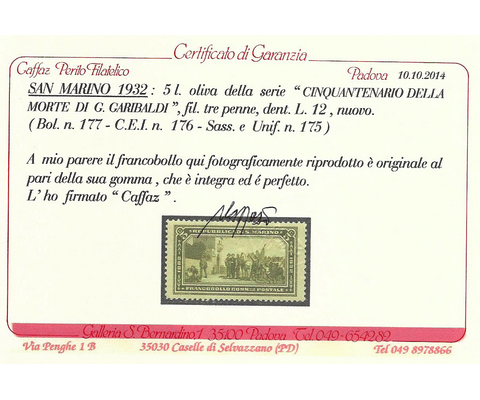 Certificato di Garanzia
Caffaz Perito Filatelico
Padova 10.10.2014
SAN MARINO 1932 : 5 l. oliva della serie “ CINQUANTENARIO DELLA
MORTE DI G. GARIBALDI ”, fil. tre penne, dent. L. 12 , nuovo.
( Bol. n. 177 - C.E.I. n. 176 - Sass. e Unif. n. 175 )
A mio parere il francobollo qui fotograficamente riprodotto è originale al
pari della sua gomma , che è integra ed é perfetto.
L' ho firmato “ Caffaz ” .
REPUBBLICA DI S. MARINO
FRANCOBOLLO COMM. POSTALE
Galleria S. Bernardino,1 35100 Padova Tel. 049-654282
Via Penghe 1 B 35030 Caselle di Selvazzano (PD) Tel 049 8978866